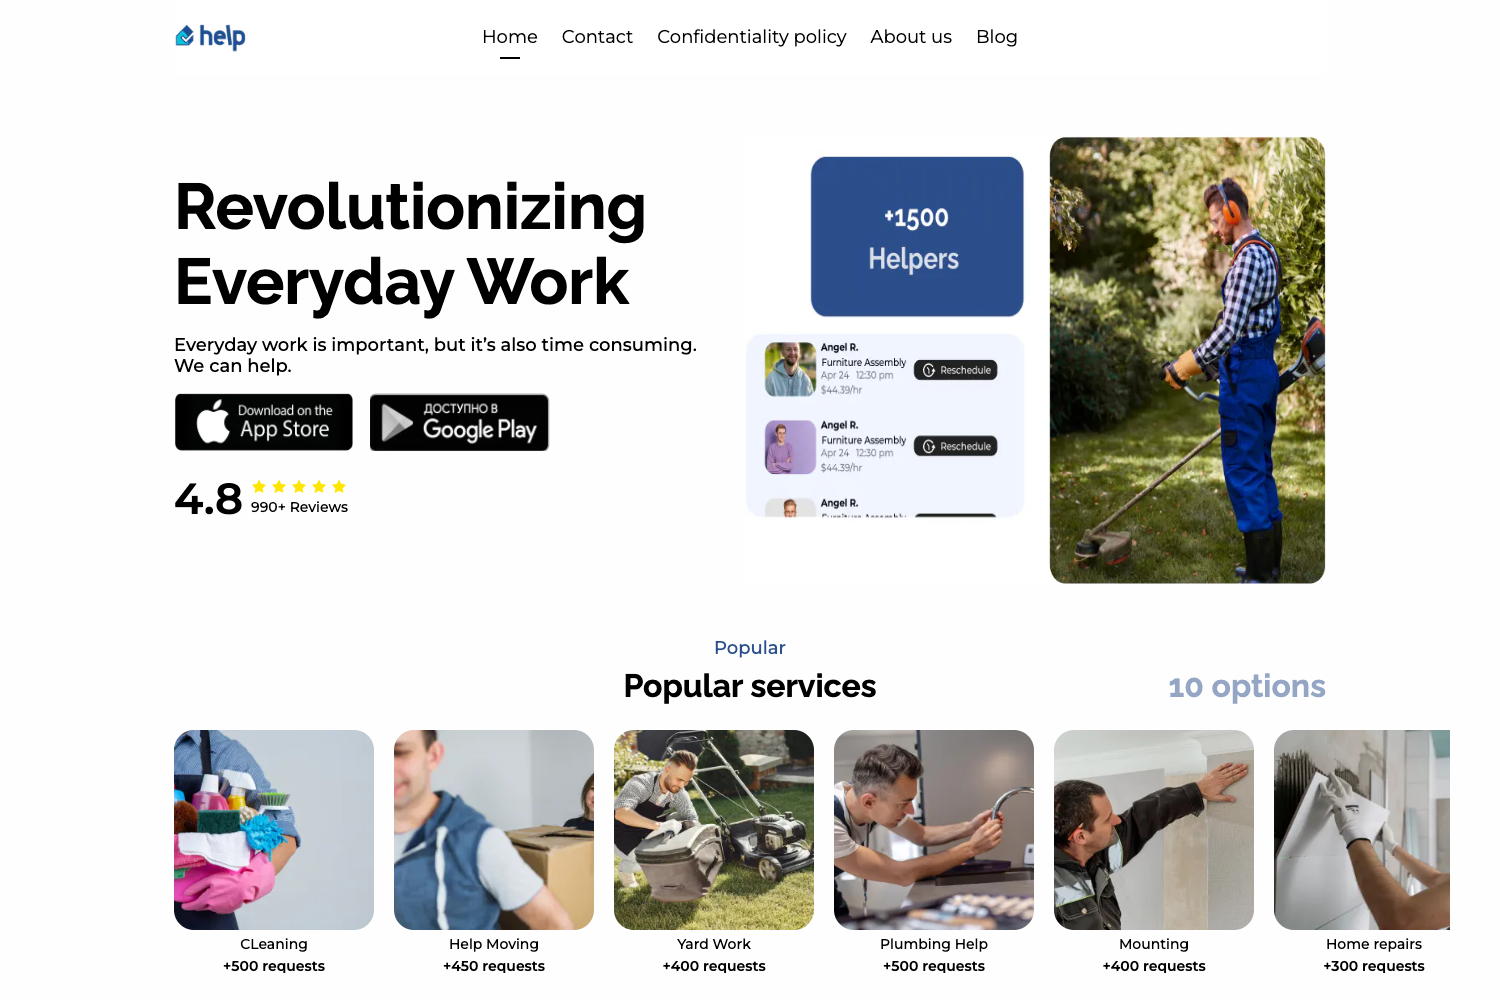 help
Home
Contact
Confidentiality policy
About us
Blog
Revolutionizing
Everyday Work
Everyday work is important, but it’s also time consuming.
We can help.
Download on the
App Store
ДОСТУПНО В
Google Play
4.8
990+ Reviews
+1500
Helpers
Angel R.
Furniture Assembly
Apr 24 12:30 pm
$44.39/hr
Reschedule
Angel R.
Furniture Assembly
Apr 24 12:30 pm
$44.39/hr
Reschedule
Angel R.
Furniture Assembly
Popular
Popular services
10 options
CLeaning
+500 requests
Help Moving
+450 requests
Yard Work
+400 requests
Plumbing Help
+500 requests
Mounting
+400 requests
Home repairs
+300 requests